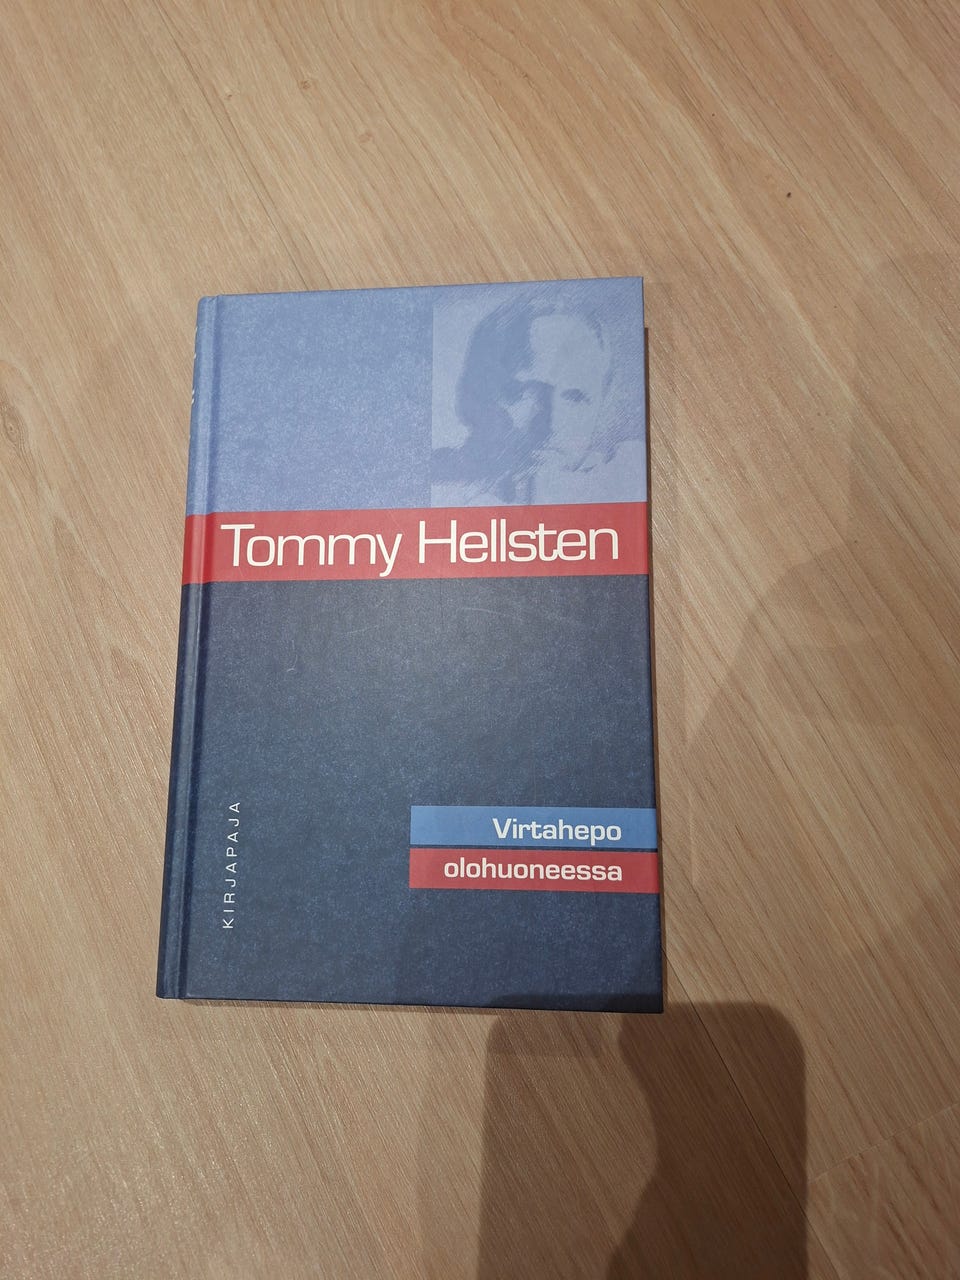 Tommy Hellsten
Virtahepo
olohuoneessa
KIRJAPAJA